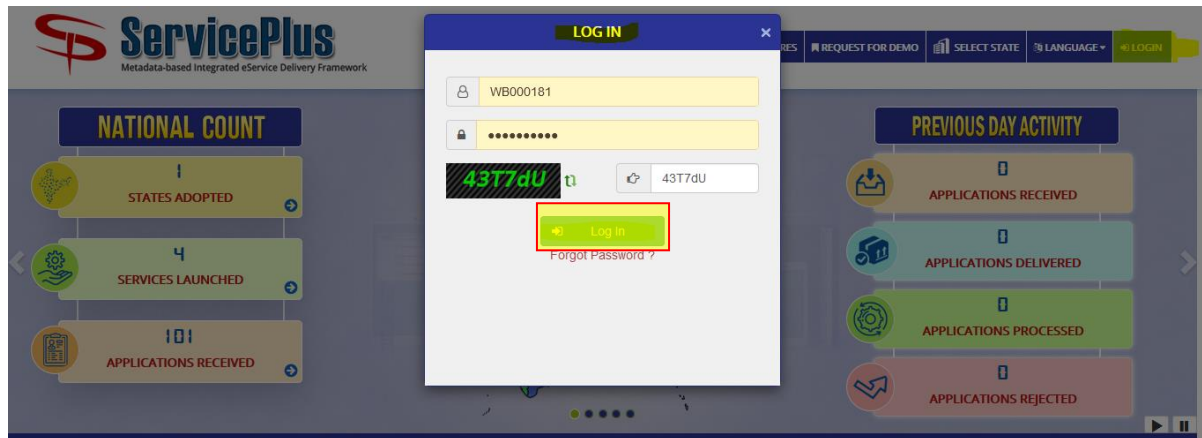 ServicePlus
Metadata-based Integrated eService Delivery Framework
LOG IN
×
RES
REQUEST FOR DEMO
SELECT STATE
LANGUAGE
LOGIN
WB000181
43T7dU
43T7dU
Log In
Forgot Password ?
NATIONAL COUNT
1
STATES ADOPTED
4
SERVICES LAUNCHED
101
APPLICATIONS RECEIVED
PREVIOUS DAY ACTIVITY
0
APPLICATIONS RECEIVED
0
APPLICATIONS DELIVERED
0
APPLICATIONS PROCESSED
0
APPLICATIONS REJECTED